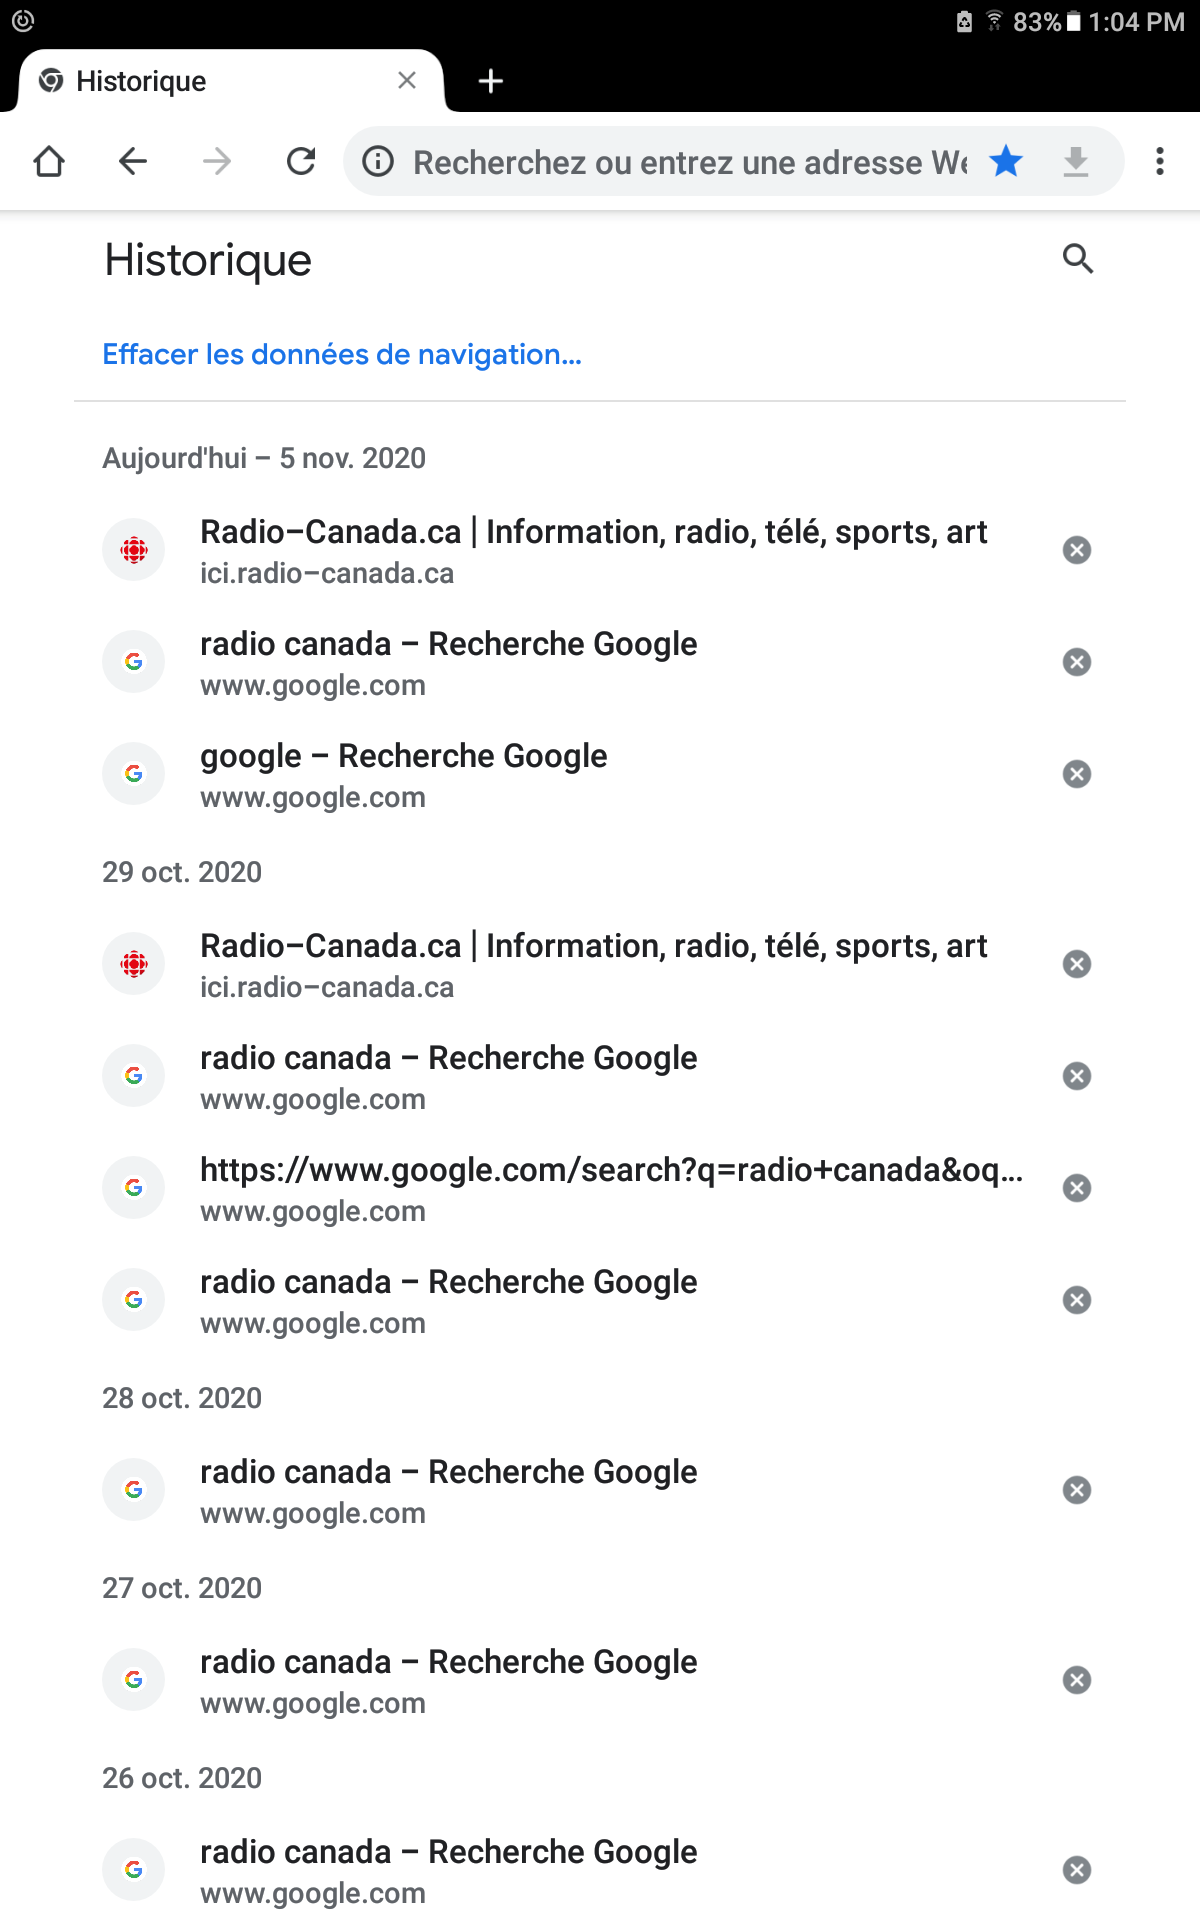 83% 1:04 PM
Historique
Recherchez ou entrez une adresse We
Historique
Effacer les données de navigation...
Aujourd'hui – 5 nov. 2020
Radio–Canada.ca | Information, radio, télé, sports, art
ici.radio–canada.ca
radio canada – Recherche Google
www.google.com
google – Recherche Google
www.google.com
29 oct. 2020
Radio–Canada.ca | Information, radio, télé, sports, art
ici.radio–canada.ca
radio canada – Recherche Google
www.google.com
https://www.google.com/search?q=radio+canada&oq...
www.google.com
radio canada – Recherche Google
www.google.com
28 oct. 2020
radio canada – Recherche Google
www.google.com
27 oct. 2020
radio canada – Recherche Google
www.google.com
26 oct. 2020
radio canada – Recherche Google
www.google.com